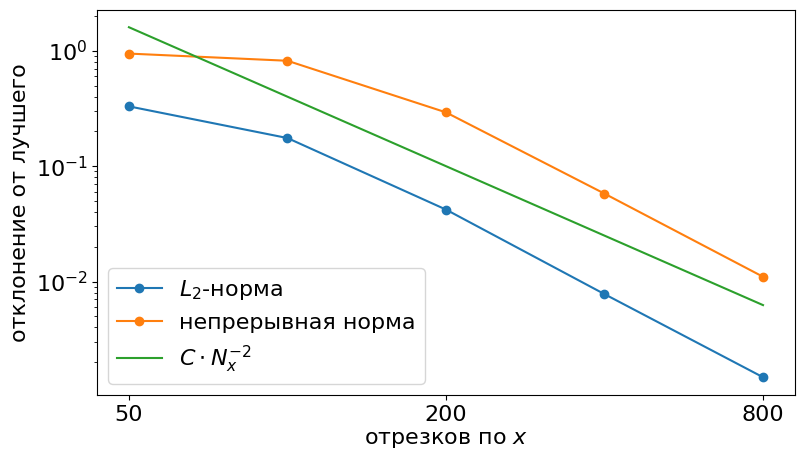 отклонение от лучшего
10⁰
10⁻¹
10⁻²
L₂-норма
непрерывная норма
C · Nₓ⁻²
50
200
800
отрезков по x